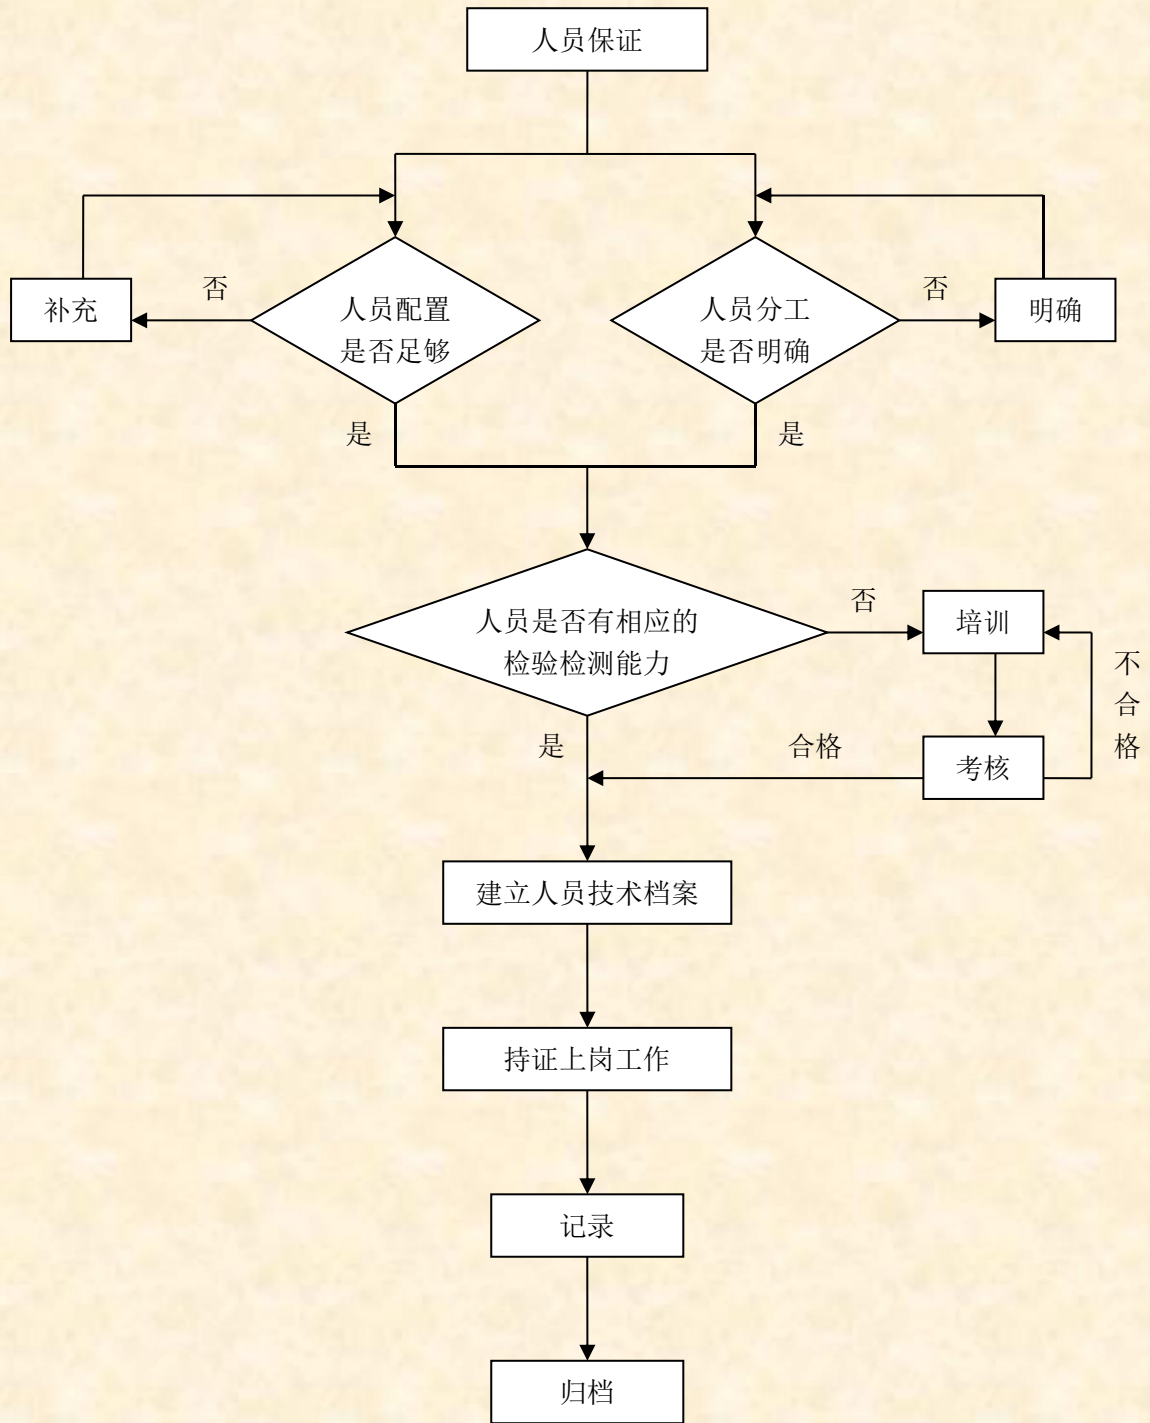 人员保证
否
补充
人员配置
是否足够
人员分工
是否明确
否
明确
是
是
人员是否有相应的
检验检测能力
否
培训
不
合
格
是
合格
考核
建立人员技术档案
持证上岗工作
记录
归档